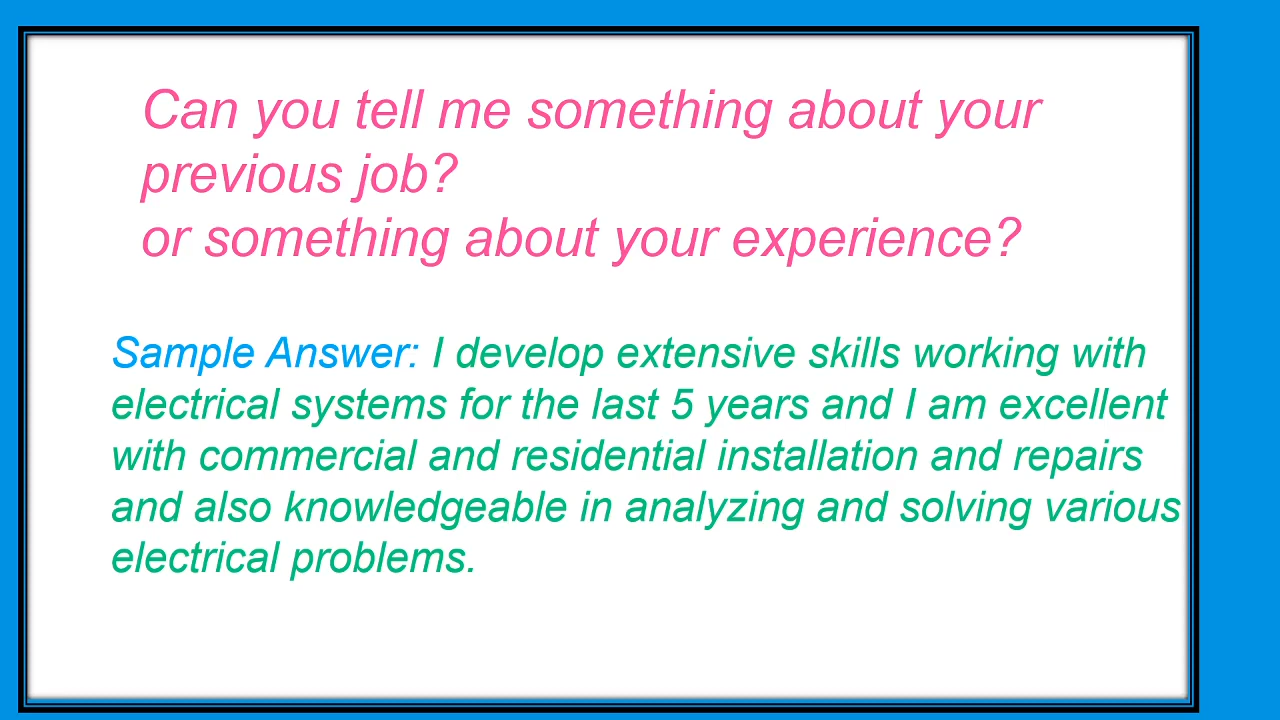 Can you tell me something about your
previous job?
or something about your experience?
Sample Answer: I develop extensive skills working with
electrical systems for the last 5 years and I am excellent
with commercial and residential installation and repairs
and also knowledgeable in analyzing and solving various
electrical problems.